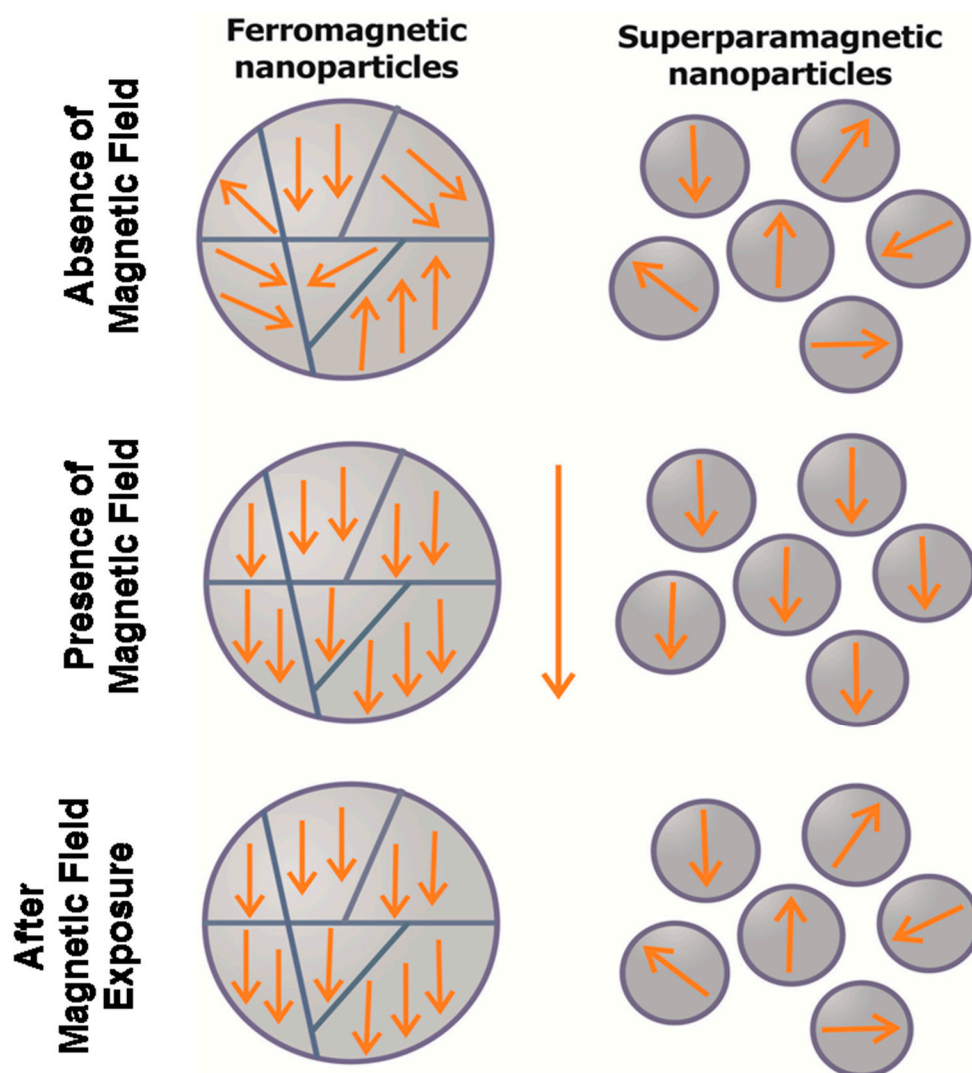 Ferromagnetic
nanoparticles
Superparamagnetic
nanoparticles
Absence of
Magnetic Field
Presence of
Magnetic Field
After
Magnetic Field
Exposure